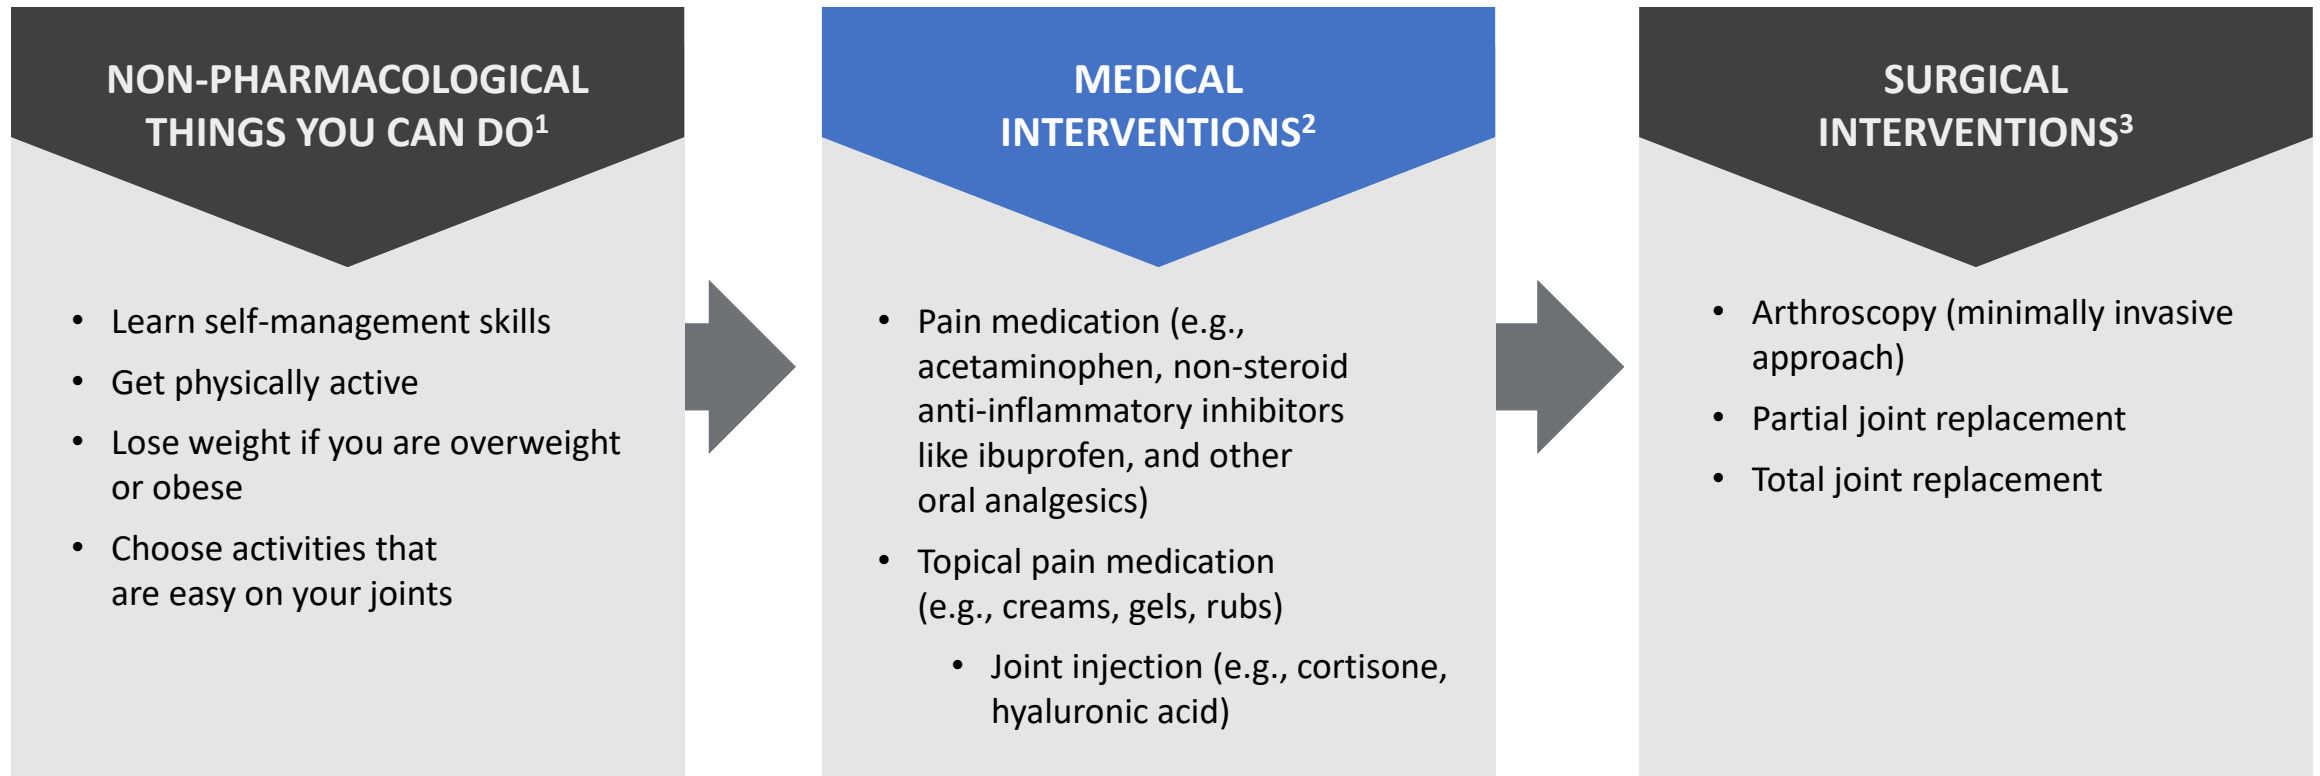 NON-PHARMACOLOGICAL
THINGS YOU CAN DO¹
• Learn self-management skills
• Get physically active
• Lose weight if you are overweight
or obese
• Choose activities that
are easy on your joints
MEDICAL
INTERVENTIONS²
• Pain medication (e.g.,
acetaminophen, non-steroid
anti-inflammatory inhibitors
like ibuprofen, and other
oral analgesics)
• Topical pain medication
(e.g., creams, gels, rubs)
• Joint injection (e.g., cortisone,
hyaluronic acid)
SURGICAL
INTERVENTIONS³
• Arthroscopy (minimally invasive
approach)
• Partial joint replacement
• Total joint replacement